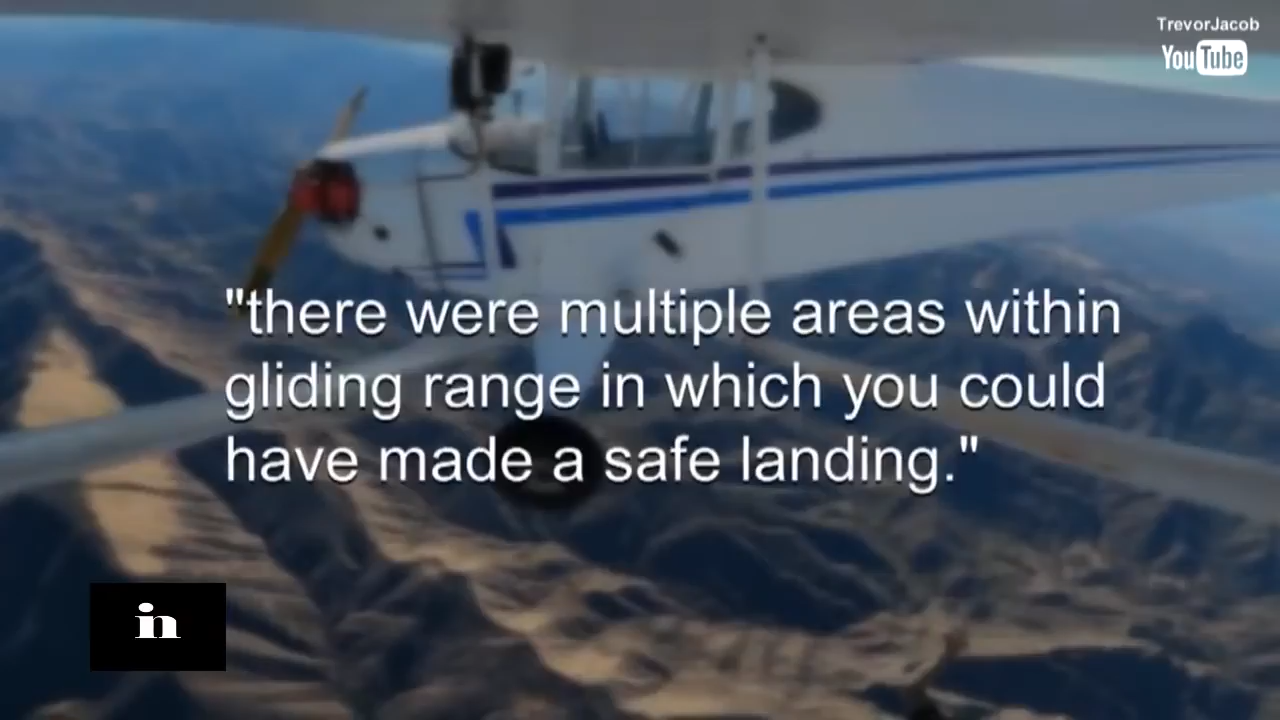 TrevorJacob
YouTube
"there were multiple areas within
gliding range in which you could
have made a safe landing."
in